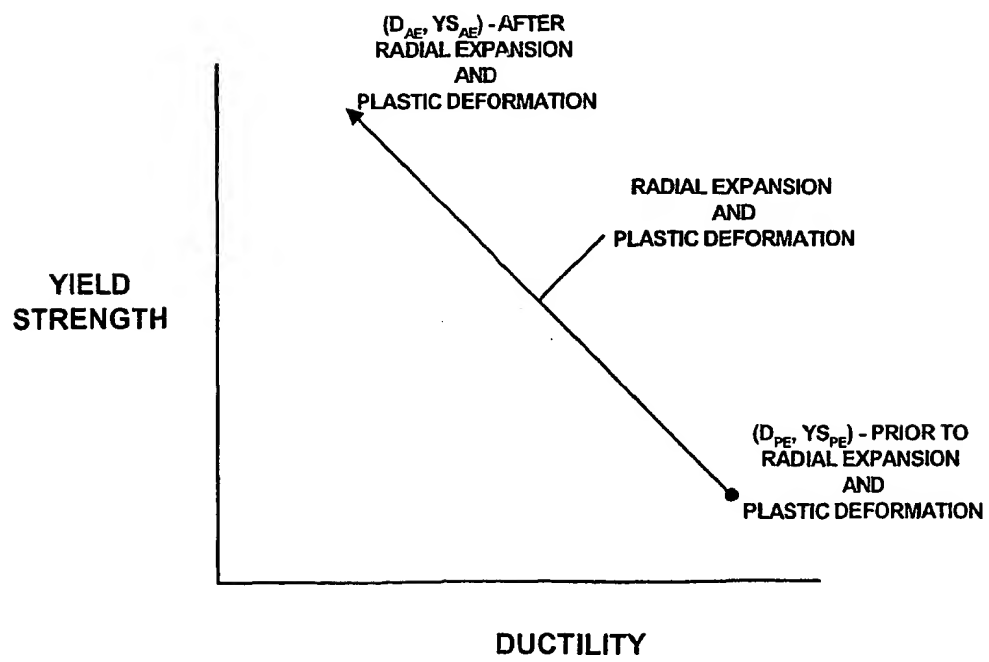 (D_AE, YS_AE) - AFTER
RADIAL EXPANSION
AND
PLASTIC DEFORMATION
RADIAL EXPANSION
AND
PLASTIC DEFORMATION
YIELD
STRENGTH
(D_PE, YS_PE) - PRIOR TO
RADIAL EXPANSION
AND
PLASTIC DEFORMATION
DUCTILITY